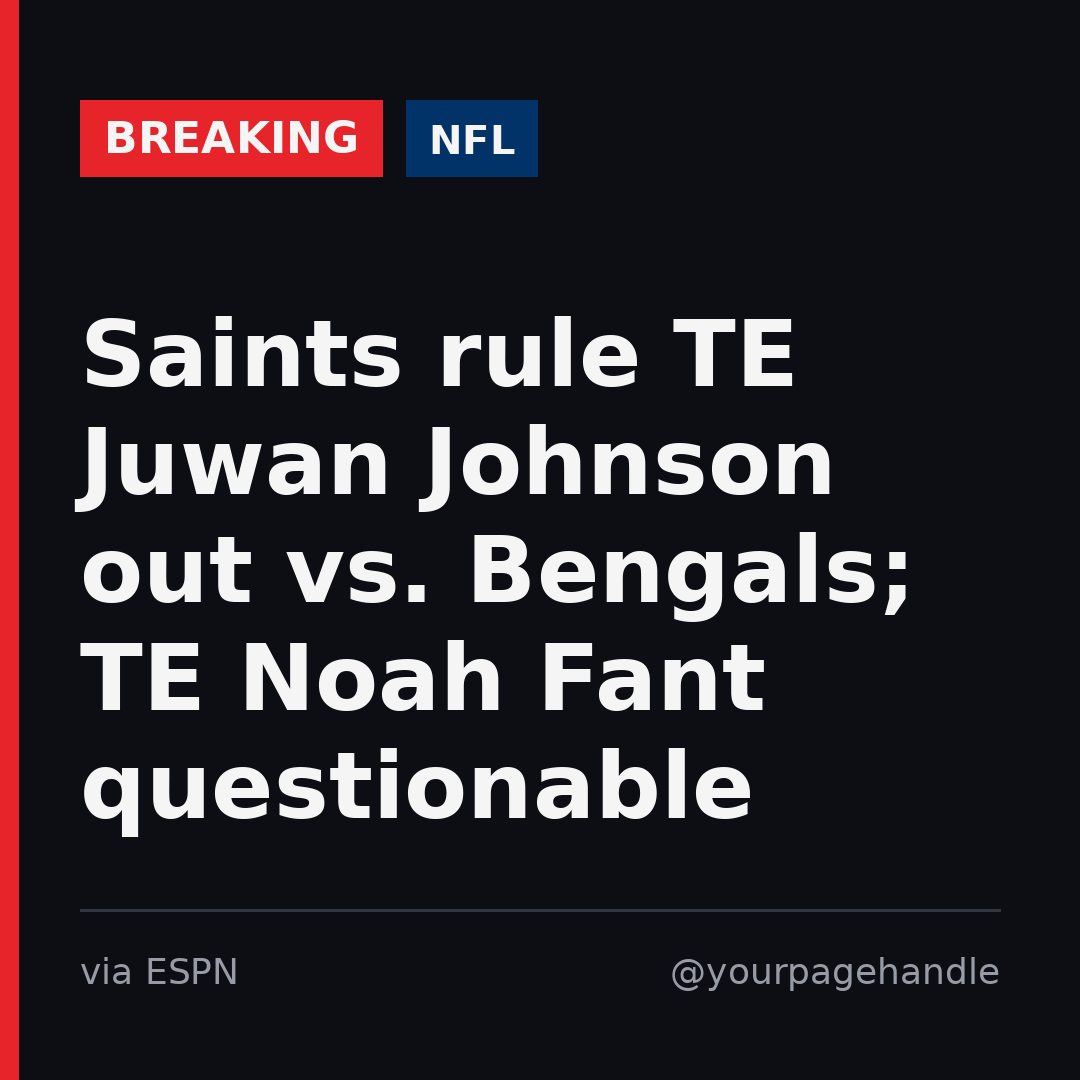 BREAKING NFL
Saints rule TE
Juwan Johnson
out vs. Bengals;
TE Noah Fant
questionable
via ESPN @yourpagehandle